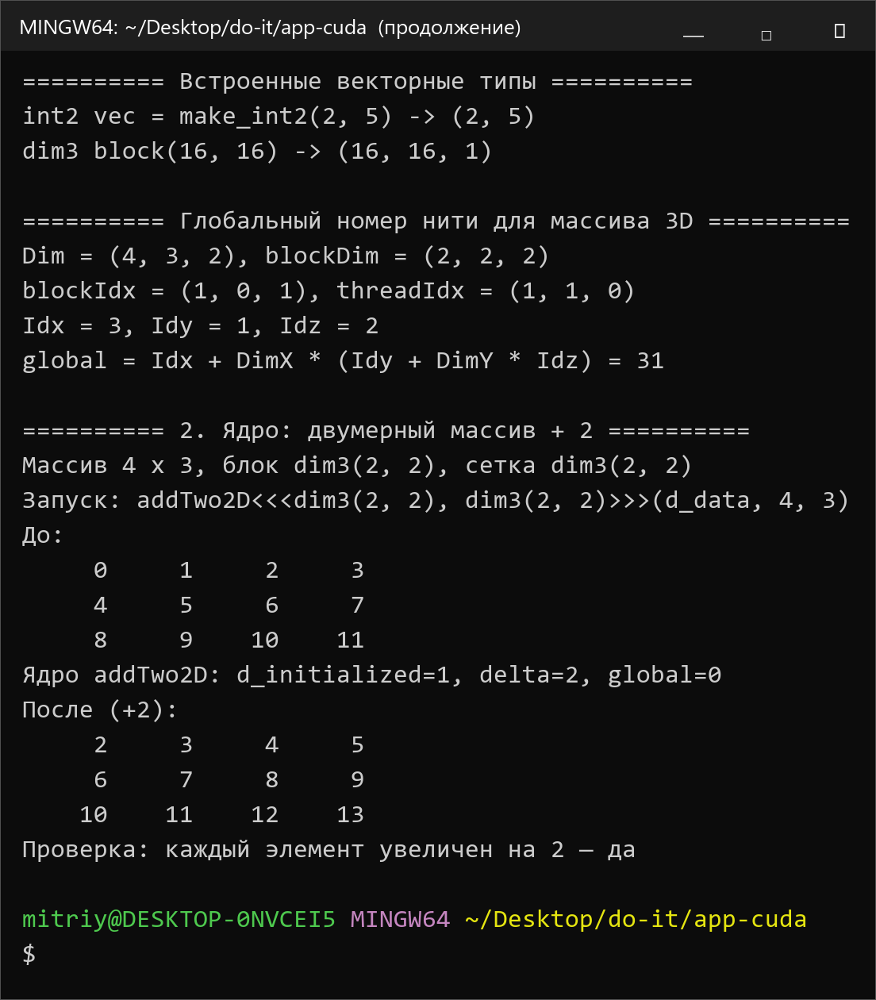 MINGW64: ~/Desktop/do-it/app-cuda (продолжение)
========== Встроенные векторные типы ==========
int2 vec = make_int2(2, 5) -> (2, 5)
dim3 block(16, 16) -> (16, 16, 1)
========== Глобальный номер нити для массива 3D ==========
Dim = (4, 3, 2), blockDim = (2, 2, 2)
blockIdx = (1, 0, 1), threadIdx = (1, 1, 0)
Idx = 3, Idy = 1, Idz = 2
global = Idx + DimX * (Idy + DimY * Idz) = 31
========== 2. Ядро: двумерный массив + 2 ==========
Массив 4 x 3, блок dim3(2, 2), сетка dim3(2, 2)
Запуск: addTwo2D<<<dim3(2, 2), dim3(2, 2)>>>(d_data, 4, 3)
До:
0 1 2 3
4 5 6 7
8 9 10 11
Ядро addTwo2D: d_initialized=1, delta=2, global=0
После (+2):
2 3 4 5
6 7 8 9
10 11 12 13
Проверка: каждый элемент увеличен на 2 — да
mitriy@DESKTOP-0NVCEI5 MINGW64 ~/Desktop/do-it/app-cuda
$